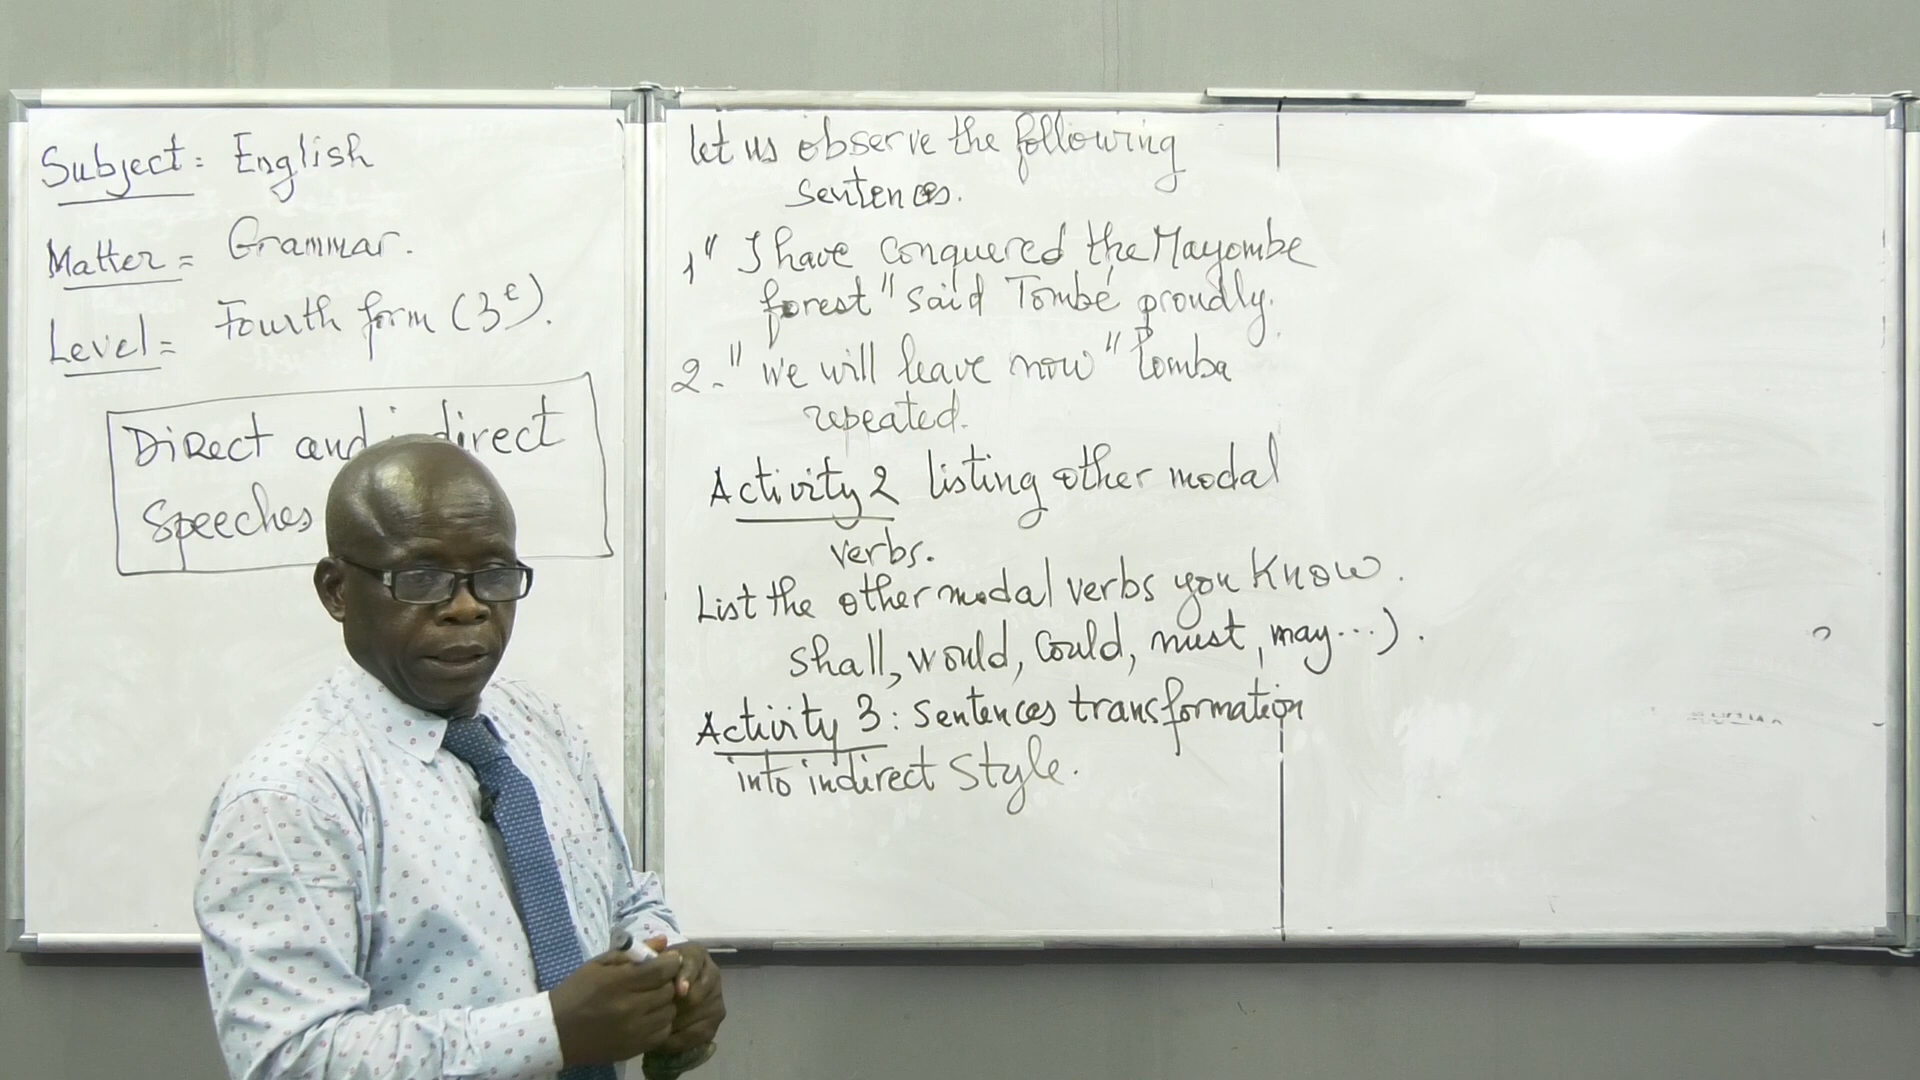 Subject: English
Matter = Grammar.
Level = Fourth form (3e).
Direct and indirect
Speeches
Let us observe the following
sentences.
1" I have conquered the Mayombe
forest" said Tombé proudly.
2-" we will leave now" Tomba
repeated.
Activity 2 listing other modal
verbs.
List the other modal verbs you know.
shall, would, could, must, may...).
Activity 3: Sentences transformation
into indirect Style.